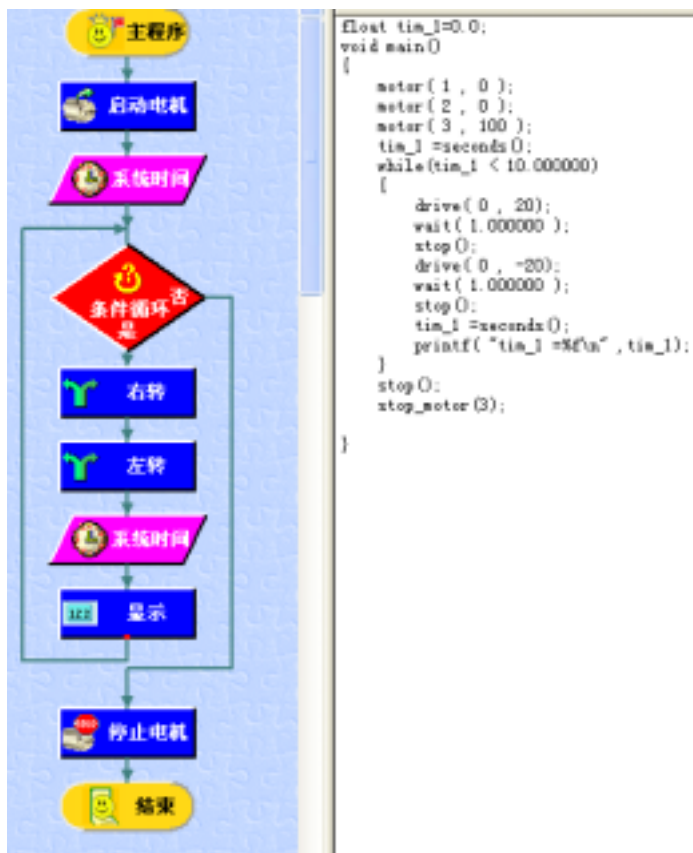 主程序
启动电机
系统时间
条件循环
否
是
右转
左转
系统时间
123
显示
停止电机
结束
float tim_1=0.0;
void main()
{
motor( 1 , 0 );
motor( 2 , 0 );
motor( 3 , 100 );
tim_1 =seconds();
while(tim_1 < 10.000000)
{
drive( 0 , 20);
wait( 1.000000 );
stop();
drive( 0 , -20);
wait( 1.000000 );
stop();
tim_1 =seconds();
printf( "tim_1 =%f\n" ,tim_1);
}
stop();
stop_motor(3);
}